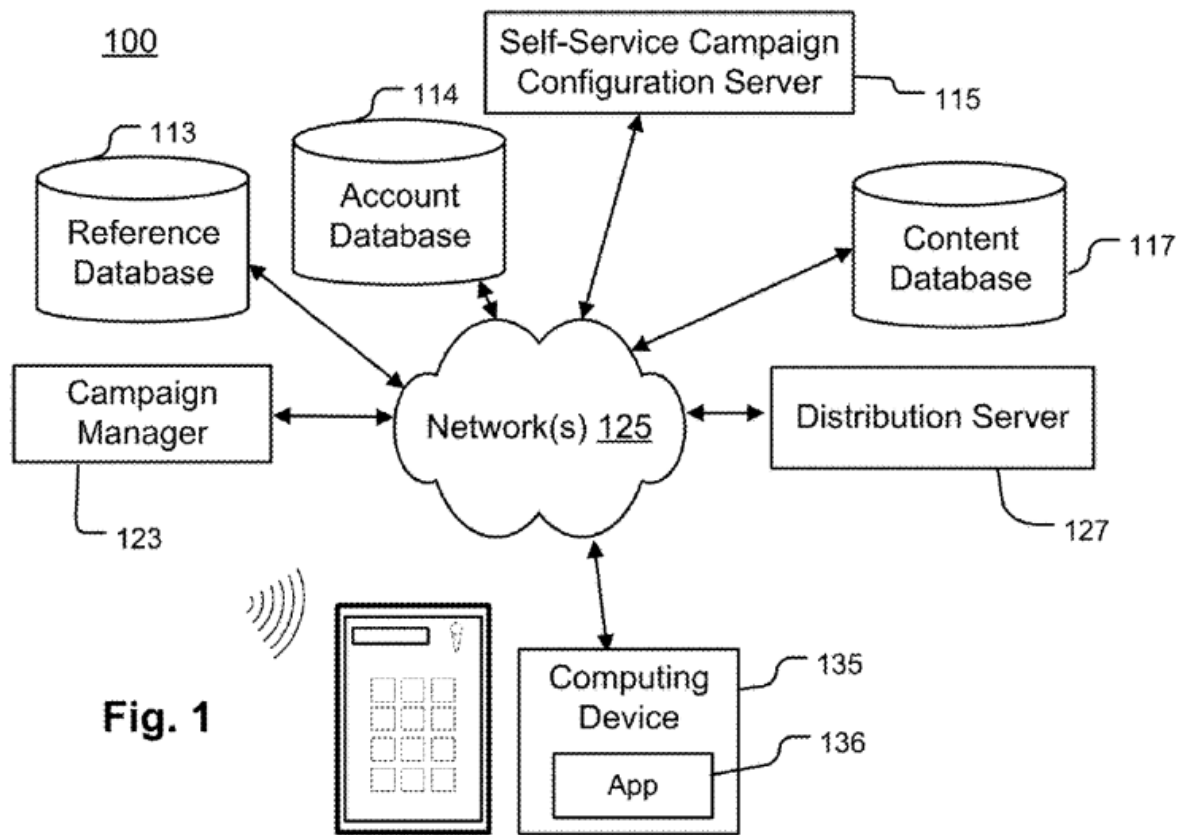 100
Self-Service Campaign
Configuration Server
115
114
113
Account
Database
Reference
Database
Content
Database
117
Campaign
Manager
123
Network(s) 125
Distribution Server
127
Computing
Device
135
136
App
Fig. 1